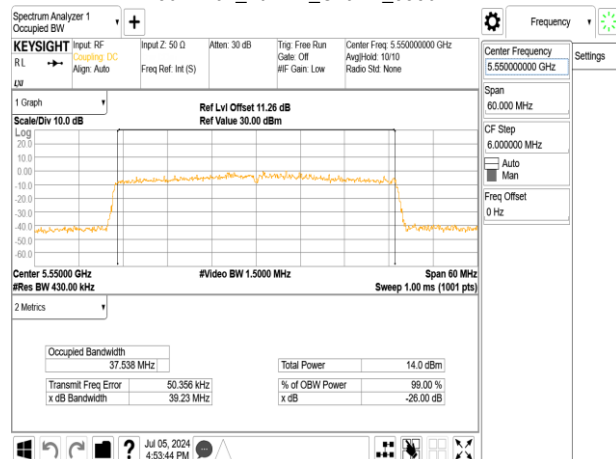 Spectrum Analyzer 1
Occupied BW
Frequency
KEYSIGHT
Input: RF
Input Z: 50 Ω
Atten: 30 dB
Trig: Free Run
Center Freq: 5.550000000 GHz
RL
Coupling: DC
Gate: Off
Avg|Hold: 10/10
Align: Auto
Freq Ref: Int (S)
#IF Gain: Low
Radio Std: None
LXI
Center Frequency
5.550000000 GHz
Settings
Span
60.000 MHz
CF Step
6.000000 MHz
Auto
Man
Freq Offset
0 Hz
1 Graph
Ref Lvl Offset 11.26 dB
Scale/Div 10.0 dB
Ref Value 30.00 dBm
Log
20.0
10.0
0.00
-10.0
-20.0
-30.0
-40.0
-50.0
-60.0
Center 5.55000 GHz
#Video BW 1.5000 MHz
Span 60 MHz
#Res BW 430.00 kHz
Sweep 1.00 ms (1001 pts)
2 Metrics
Occupied Bandwidth
37.538 MHz
Total Power 14.0 dBm
Transmit Freq Error 50.356 kHz
% of OBW Power 99.00 %
x dB Bandwidth 39.23 MHz
x dB -26.00 dB
?
Jul 05, 2024
4:53:44 PM